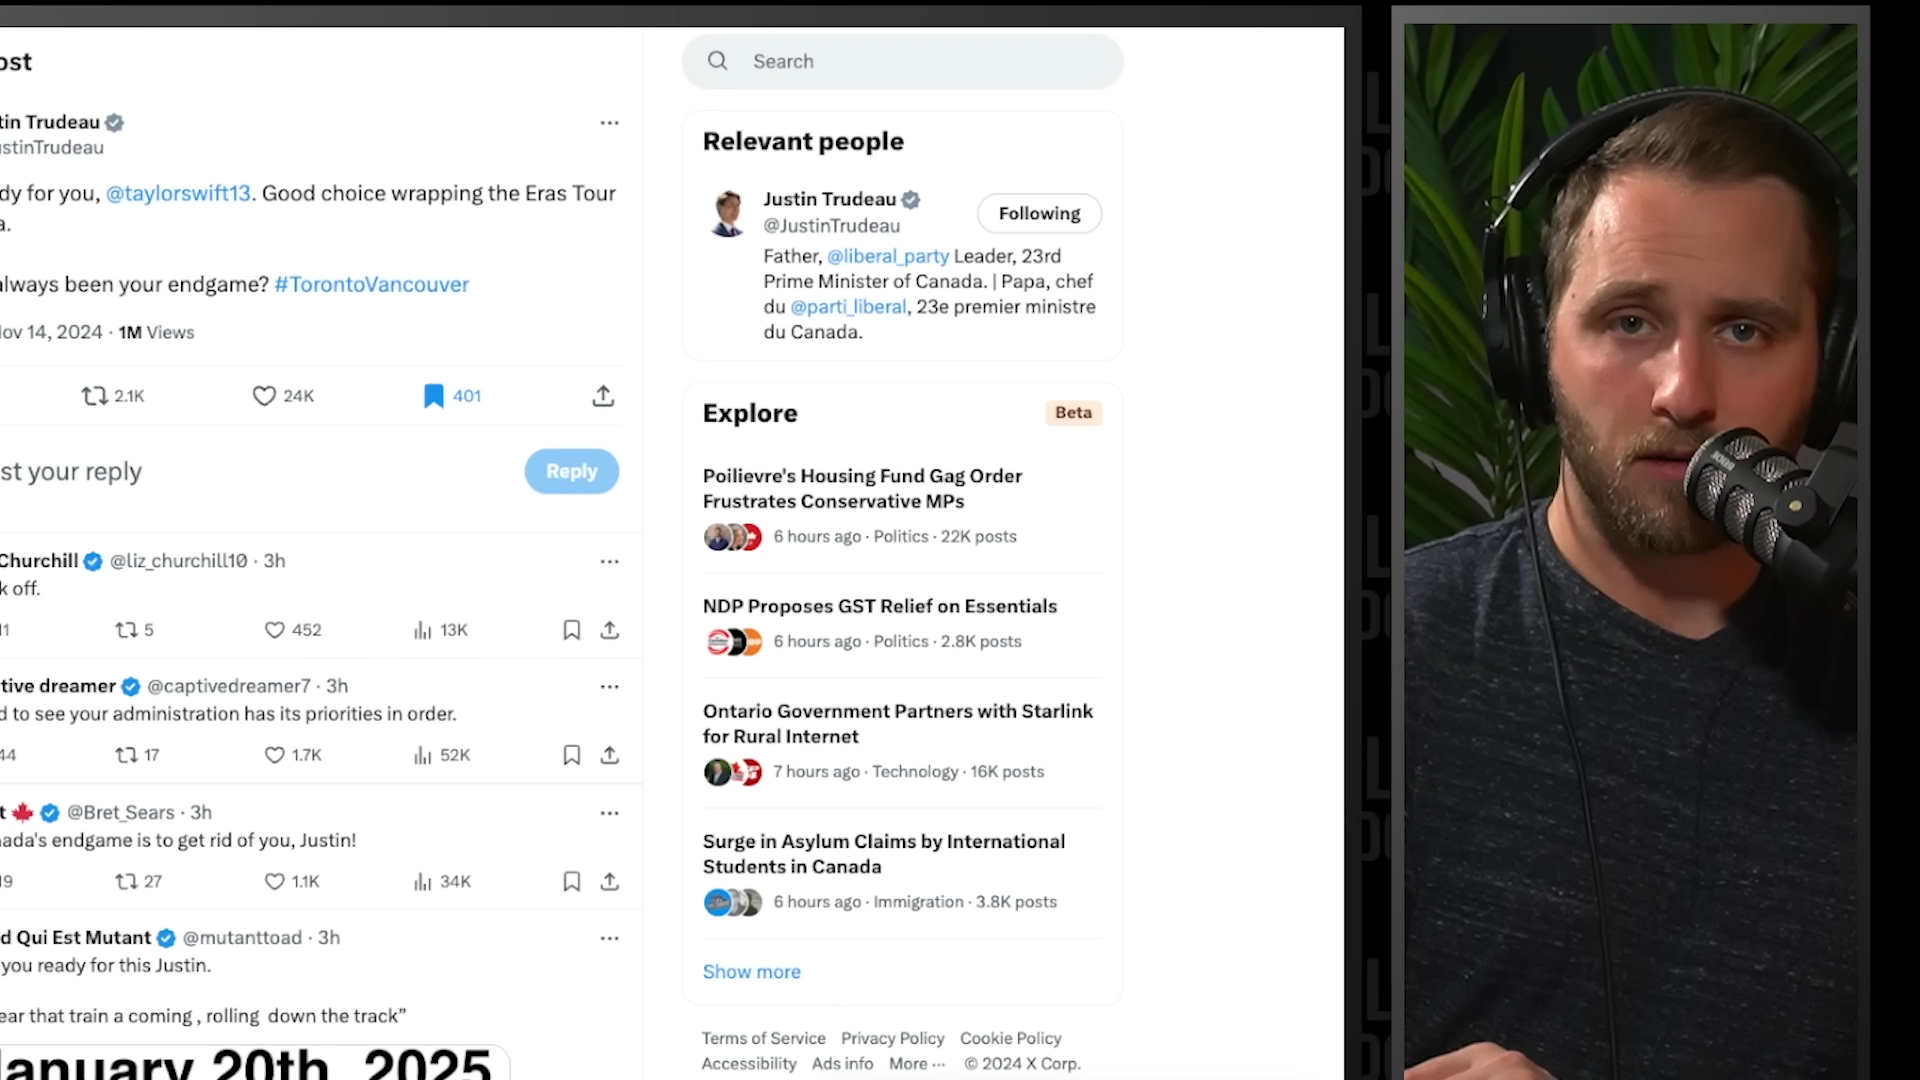 ost
tin Trudeau
stinTrudeau
dy for you, @taylorswift13. Good choice wrapping the Eras Tour
a.
always been your endgame? #TorontoVancouver
ov 14, 2024 · 1M Views
2.1K 24K 401
st your reply Reply
Churchill @liz_churchill10 · 3h
k off.
11 5 452 13K
tive dreamer @captivedreamer7 · 3h
d to see your administration has its priorities in order.
44 17 1.7K 52K
t @Bret_Sears · 3h
nada's endgame is to get rid of you, Justin!
19 27 1.1K 34K
d Qui Est Mutant @mutanttoad · 3h
you ready for this Justin.
ear that train a coming , rolling down the track”
January 20th, 2025
Search
Relevant people
Justin Trudeau
@JustinTrudeau
Following
Father, @liberal_party Leader, 23rd
Prime Minister of Canada. | Papa, chef
du @parti_liberal, 23e premier ministre
du Canada.
Explore Beta
Poilievre's Housing Fund Gag Order
Frustrates Conservative MPs
6 hours ago · Politics · 22K posts
NDP Proposes GST Relief on Essentials
6 hours ago · Politics · 2.8K posts
Ontario Government Partners with Starlink
for Rural Internet
7 hours ago · Technology · 16K posts
Surge in Asylum Claims by International
Students in Canada
6 hours ago · Immigration · 3.8K posts
Show more
Terms of Service Privacy Policy Cookie Policy
Accessibility Ads info More ··· © 2024 X Corp.
RODE